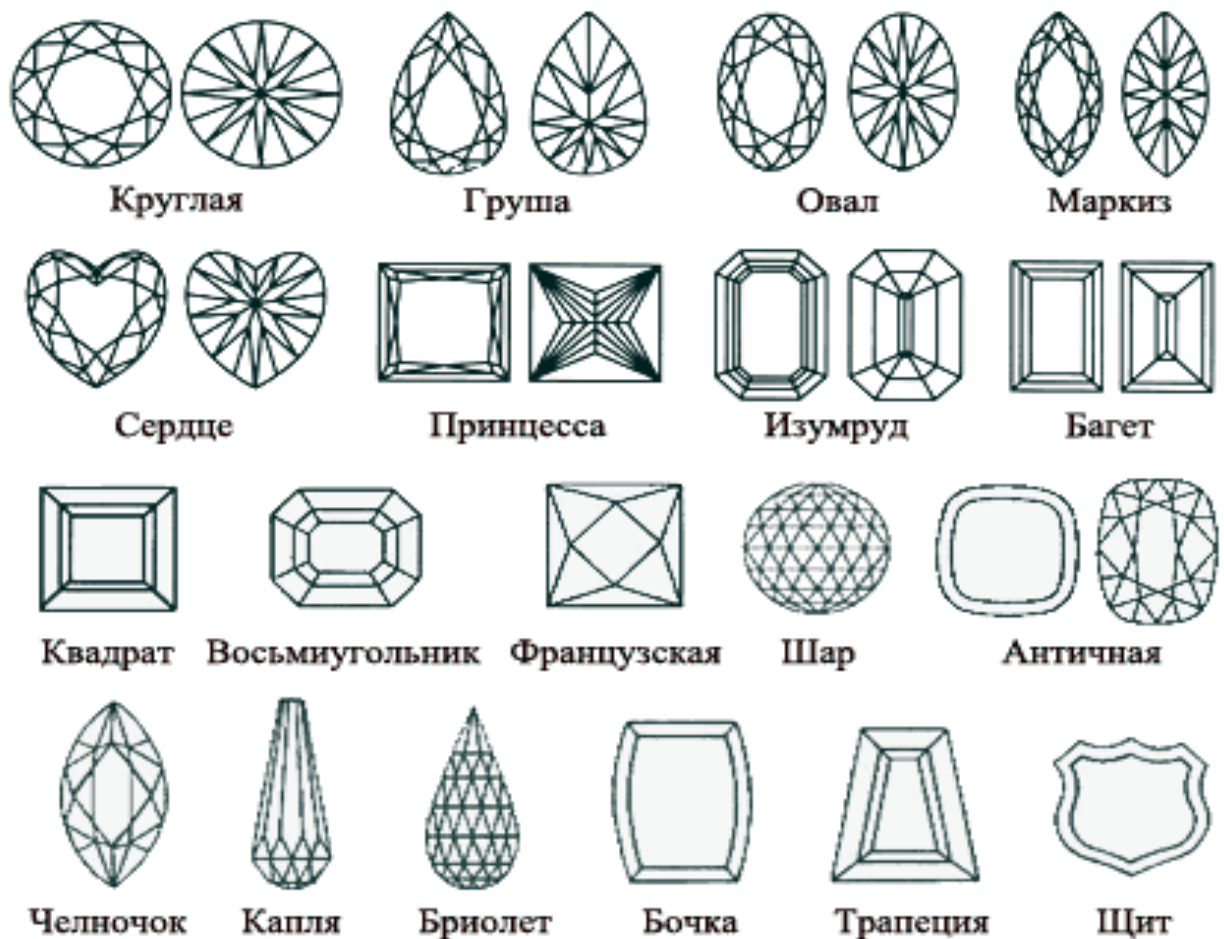 Круглая Груша Овал Маркиз
Сердце Принцесса Изумруд Багет
Квадрат Восьмиугольник Французская Шар Античная
Челночок Капля Бриолет Бочка Трапеция Щит